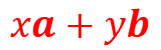 xa + yb